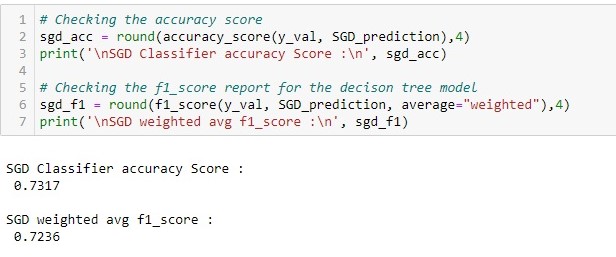 1 # Checking the accuracy score
2 sgd_acc = round(accuracy_score(y_val, SGD_prediction),4)
3 print('\nSGD Classifier accuracy Score :\n', sgd_acc)
4
5 # Checking the f1_score report for the decison tree model
6 sgd_f1 = round(f1_score(y_val, SGD_prediction, average="weighted"),4)
7 print('\nSGD weighted avg f1_score :\n', sgd_f1)
SGD Classifier accuracy Score :
0.7317
SGD weighted avg f1_score :
0.7236